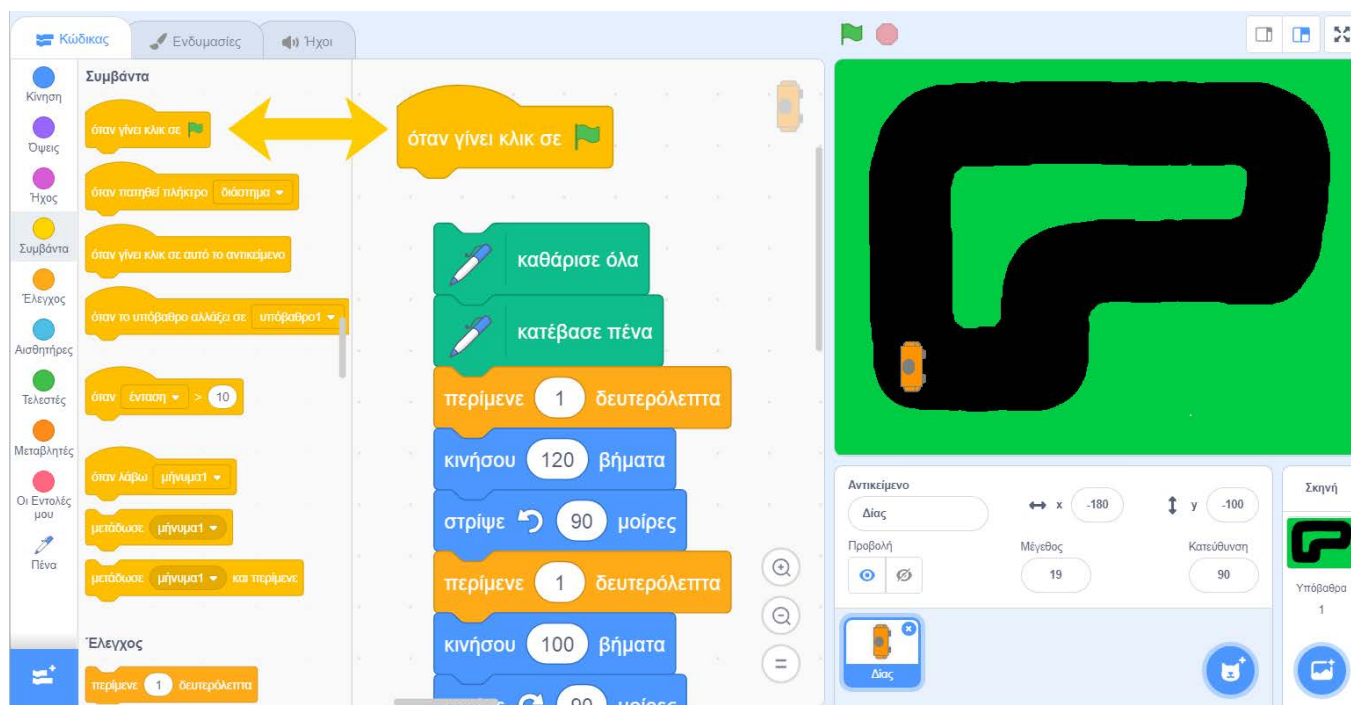 Κώδικας
Ενδυμασίες
Ήχοι
Κίνηση
Όψεις
Ήχος
Συμβάντα
Έλεγχος
Αισθητήρες
Τελεστές
Μεταβλητές
Οι Εντολές
μου
Πένα
Συμβάντα
όταν γίνει κλικ σε
όταν πατηθεί πλήκτρο διάστημα
όταν γίνει κλικ σε αυτό το αντικείμενο
όταν το υπόβαθρο αλλάξει σε υπόβαθρο1
όταν ένταση > 10
όταν λάβω μήνυμα1
μετάδωσε μήνυμα1
μετάδωσε μήνυμα1 και περίμενε
Έλεγχος
περίμενε 1 δευτερόλεπτα
όταν γίνει κλικ σε
καθάρισε όλα
κατέβασε πένα
περίμενε 1 δευτερόλεπτα
κινήσου 120 βήματα
στρίψε 90 μοίρες
περίμενε 1 δευτερόλεπτα
κινήσου 100 βήματα
90 μοίρες
Αντικείμενο
Δίας
x -180
y -100
Προβολή
Μέγεθος
19
Κατεύθυνση
90
Δίας
Σκηνή
Υπόβαθρα
1